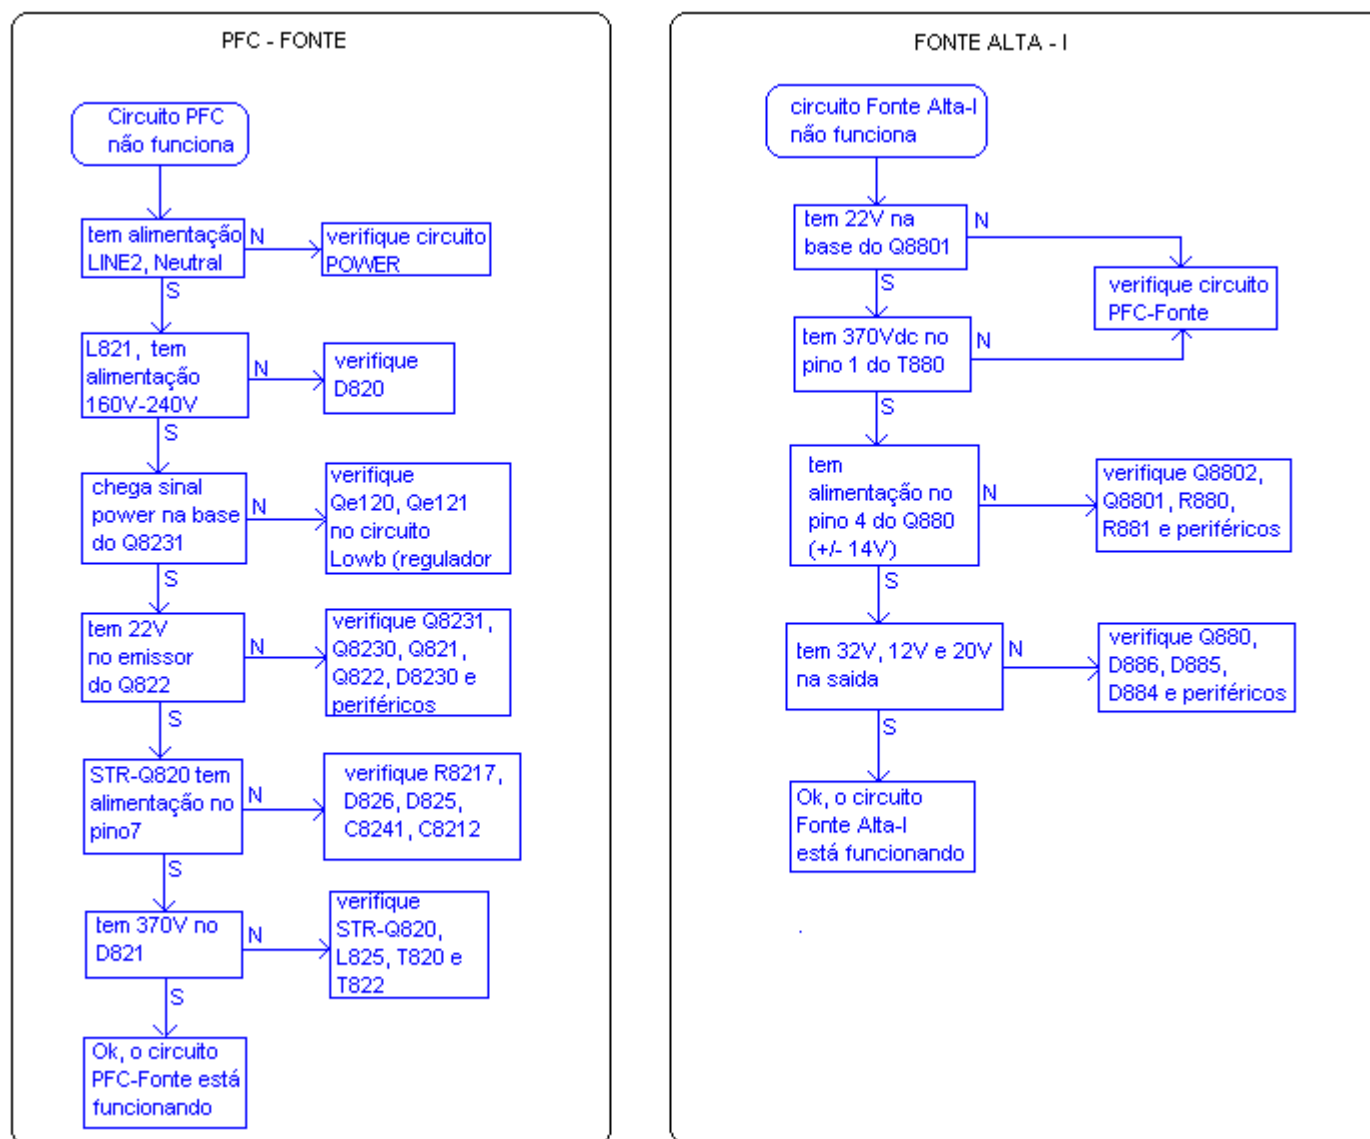 PFC - FONTE
Circuito PFC
não funciona
tem alimentação
LINE2, Neutral
N
verifique circuito
POWER
S
L821, tem
alimentação
160V-240V
N
verifique
D820
S
chega sinal
power na base
do Q8231
N
verifique
Qe120, Qe121
no circuito
Lowb (regulador
S
tem 22V
no emissor
do Q822
N
verifique Q8231,
Q8230, Q821,
Q822, D8230 e
periféricos
S
STR-Q820 tem
alimentação no
pino7
N
verifique R8217,
D826, D825,
C8241, C8212
S
tem 370V no
D821
N
verifique
STR-Q820,
L825, T820 e
T822
S
Ok, o circuito
PFC-Fonte está
funcionando
FONTE ALTA - I
circuito Fonte Alta-I
não funciona
tem 22V na
base do Q8801
N
verifique circuito
PFC-Fonte
S
tem 370Vdc no
pino 1 do T880
N
S
tem
alimentação no
pino 4 do Q880
(+/- 14V)
N
verifique Q8802,
Q8801, R880,
R881 e periféricos
S
tem 32V, 12V e 20V
na saida
N
verifique Q880,
D886, D885,
D884 e periféricos
S
Ok, o circuito
Fonte Alta-I
está funcionando